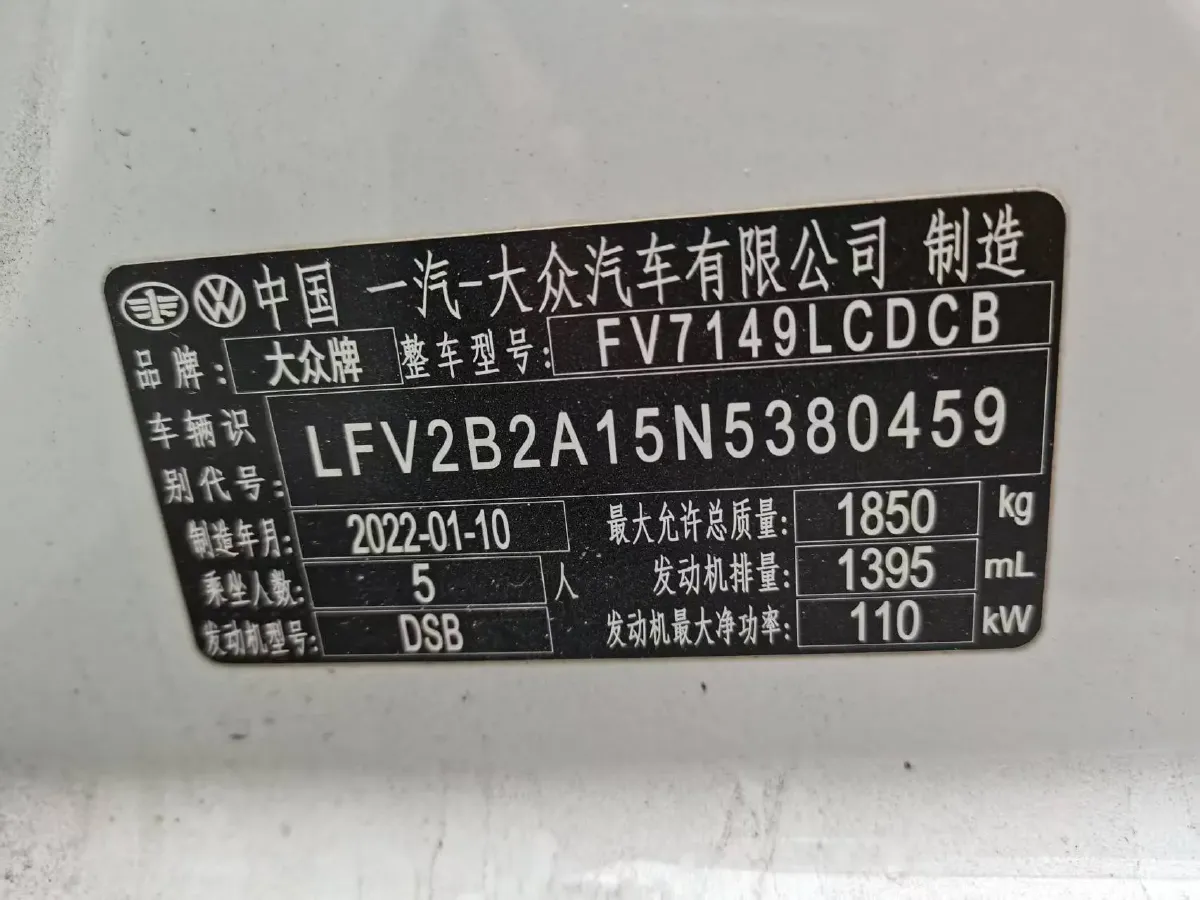 中国 一汽-大众汽车有限公司 制造
品牌: 大众牌 整车型号: FV7149LCDCB
车辆识
别代号: LFV2B2A15N5380459
制造年月: 2022-01-10 最大允许总质量: 1850 kg
乘坐人数: 5 人 发动机排量: 1395 mL
发动机型号: DSB 发动机最大净功率: 110 kW